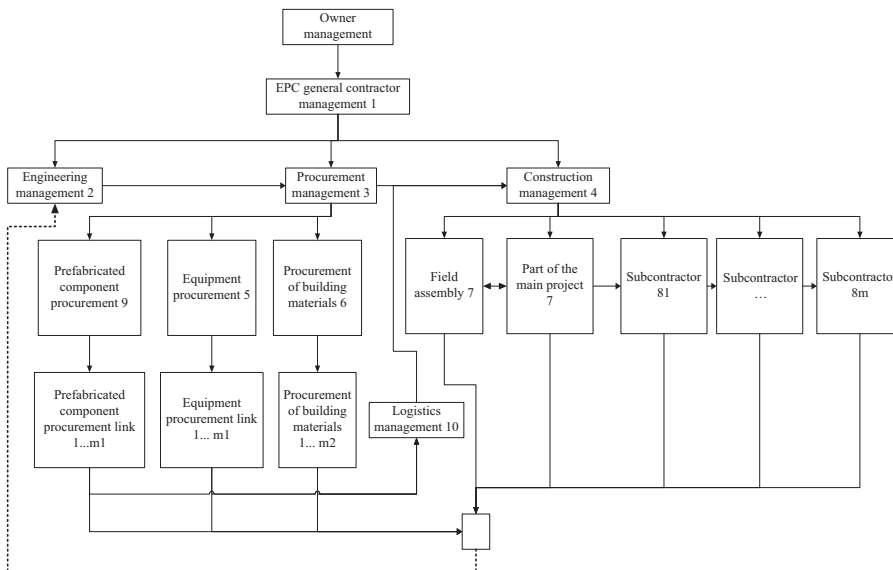 Owner
management
EPC general contractor
management 1
Engineering
management 2
Procurement
management 3
Construction
management 4
Prefabricated
component
procurement 9
Equipment
procurement 5
Procurement
of building
materials 6
Field
assembly 7
Part of the
main project
7
Subcontractor
81
Subcontractor
…
Subcontracto
8m
Prefabricated
component
procurement link
1...m1
Equipment
procurement link
1... m1
Procurement
of building
materials
1... m2
Logistics
management 10